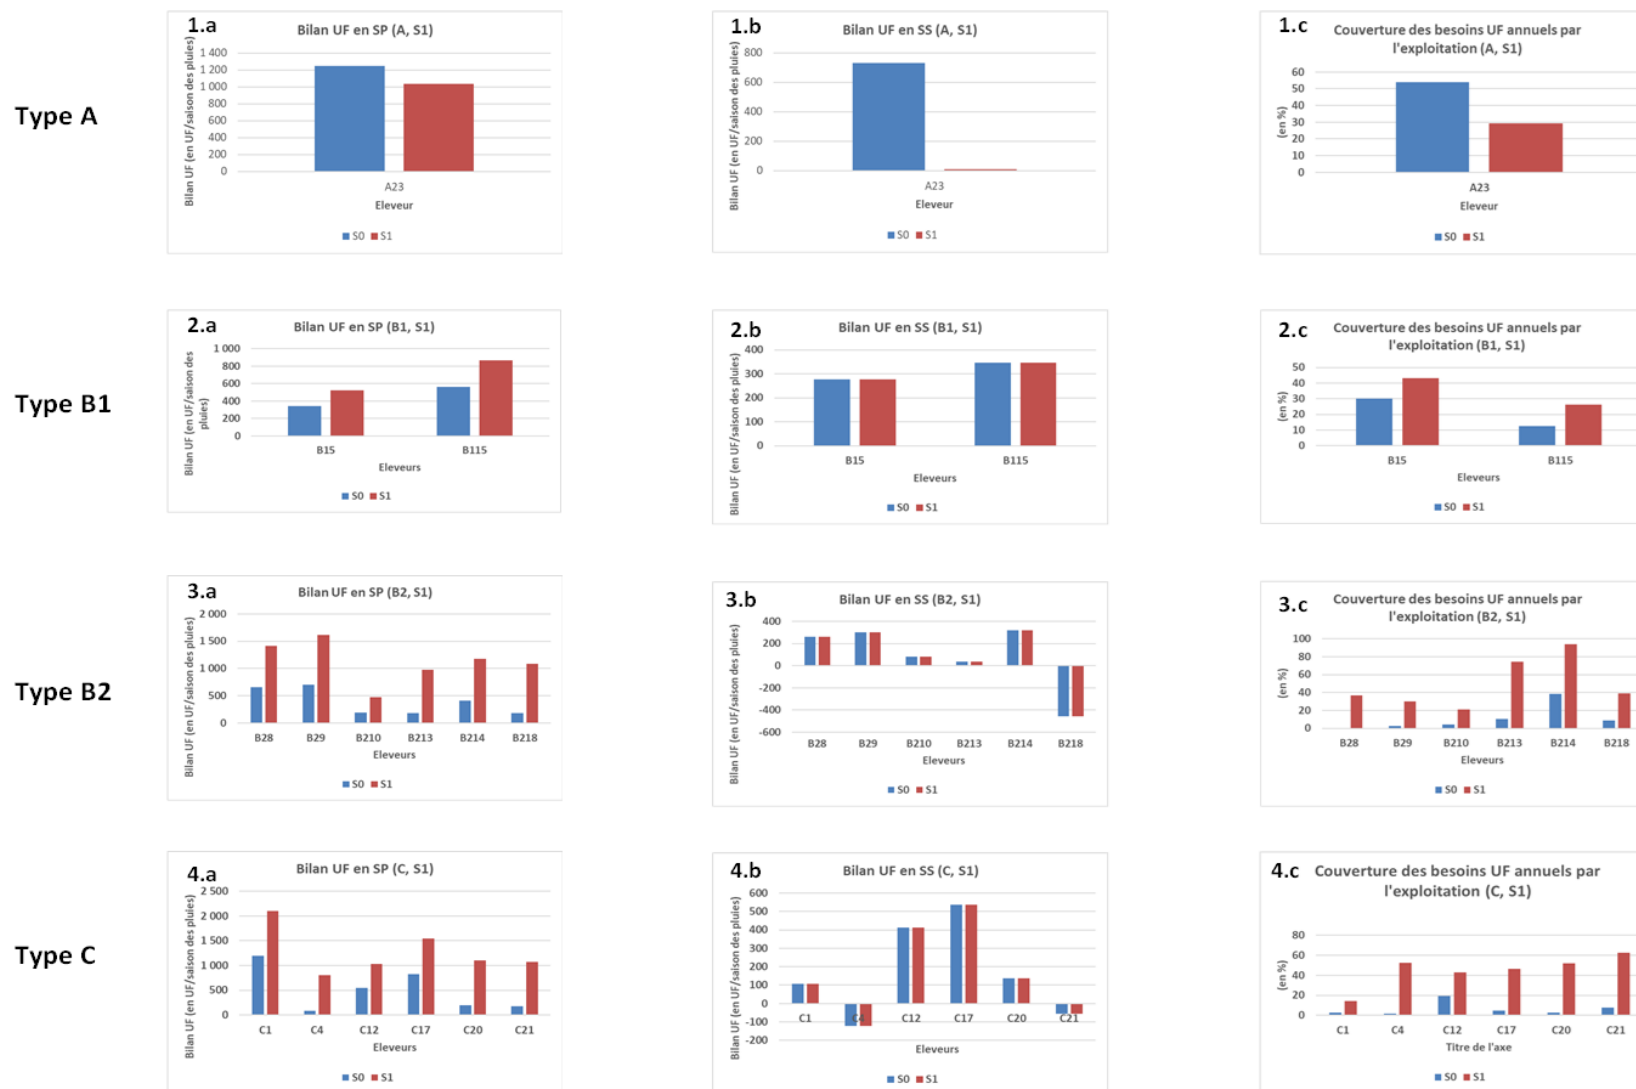 Type A
1.a
Bilan UF en SP (A, S1)
Bilan UF (en UF/saison des pluies)
1 400
1 200
1 000
800
600
400
200
0
A23
Eleveur
S0 S1
1.b
Bilan UF en SS (A, S1)
Bilan UF (en UF/saison des pluies)
800
600
400
200
0
A23
Eleveur
S0 S1
1.c
Couverture des besoins UF annuels par
l'exploitation (A, S1)
(en %)
60
50
40
30
20
10
0
A23
Eleveur
S0 S1
Type B1
2.a
Bilan UF en SP (B1, S1)
Bilan UF (en UF/saison des
pluies)
1 000
800
600
400
200
0
B15 B115
Eleveurs
S0 S1
2.b
Bilan UF en SS (B1, S1)
Bilan UF (en UF/saison des pluies)
400
300
200
100
0
B15 B115
Eleveurs
S0 S1
2.c
Couverture des besoins UF annuels par
l'exploitation (B1, S1)
(en %)
50
40
30
20
10
0
B15 B115
Eleveurs
S0 S1
Type B2
3.a
Bilan UF en SP (B2, S1)
Bilan UF (en UF/saison des pluies)
2 000
1 500
1 000
500
0
B28 B29 B210 B213 B214 B218
Eleveurs
S0 S1
3.b
Bilan UF en SS (B2, S1)
Bilan UF (en UF/saison des pluies)
400
200
0
-200
-400
-600
B28 B29 B210 B213 B214 B218
Eleveurs
S0 S1
3.c
Couverture des besoins UF annuels par
l'exploitation (B2, S1)
(en %)
100
80
60
40
20
0
B28 B29 B210 B213 B214 B218
Eleveurs
S0 S1
Type C
4.a
Bilan UF en SP (C, S1)
Bilan UF (en UF/saison des pluies)
2 500
2 000
1 500
1 000
500
0
C1 C4 C12 C17 C20 C21
Eleveurs
S0 S1
4.b
Bilan UF en SS (C, S1)
Bilan UF (en UF/saison des pluies)
600
500
400
300
200
100
0
-100
-200
C1 C4 C12 C17 C20 C21
Eleveurs
S0 S1
4.c
Couverture des besoins UF annuels par
l'exploitation (C, S1)
(en %)
80
60
40
20
0
C1 C4 C12 C17 C20 C21
Titre de l'axe
S0 S1